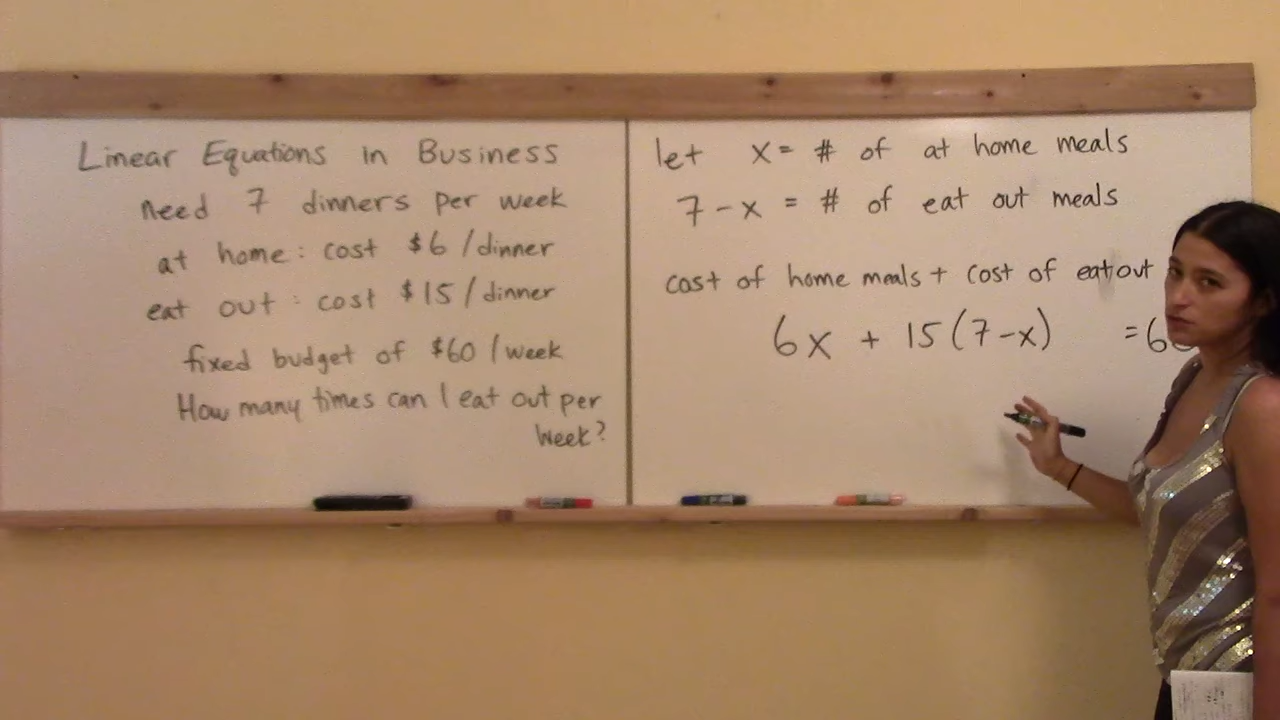 Linear Equations in Business
need 7 dinners per week
at home: cost $6/dinner
eat out: cost $15/dinner
fixed budget of $60/week
How many times can I eat out per
week?
let x = # of at home meals
7-x = # of eat out meals
cost of home meals + cost of eat out
6x + 15(7-x) =6